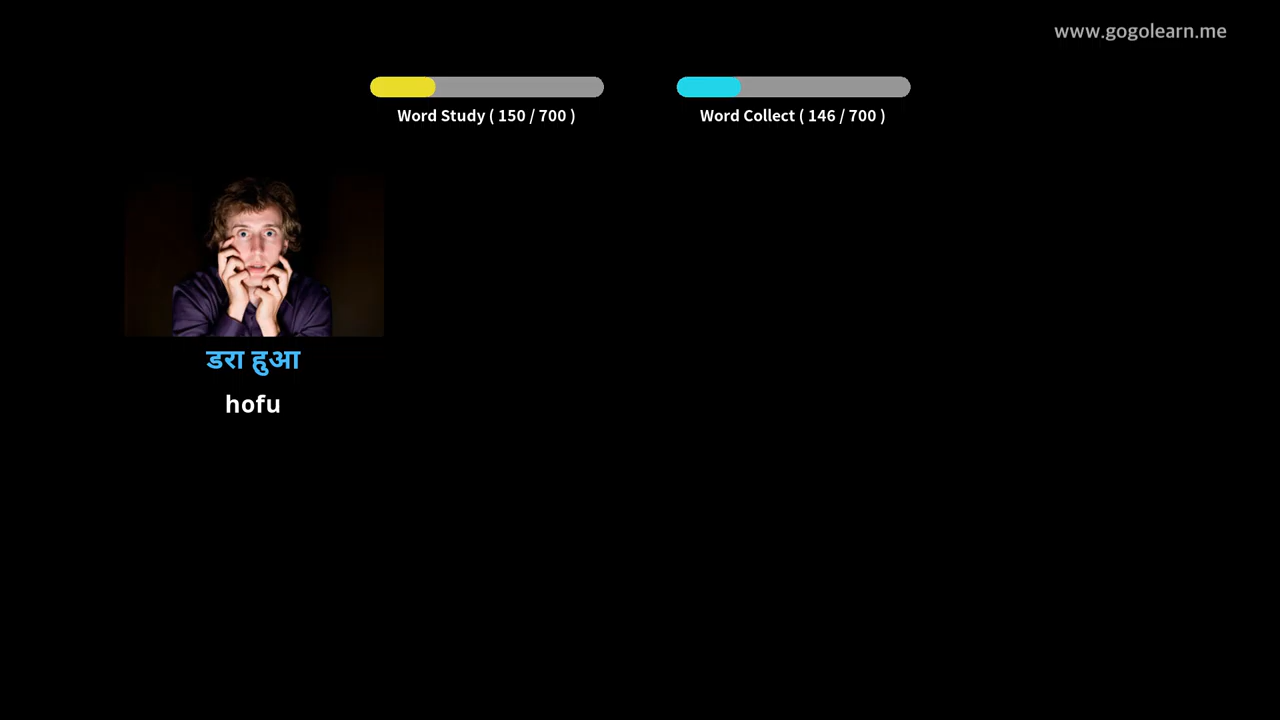 www.gogolearn.me
Word Study ( 150 / 700 )
Word Collect ( 146 / 700 )
डरा हुआ
hofu